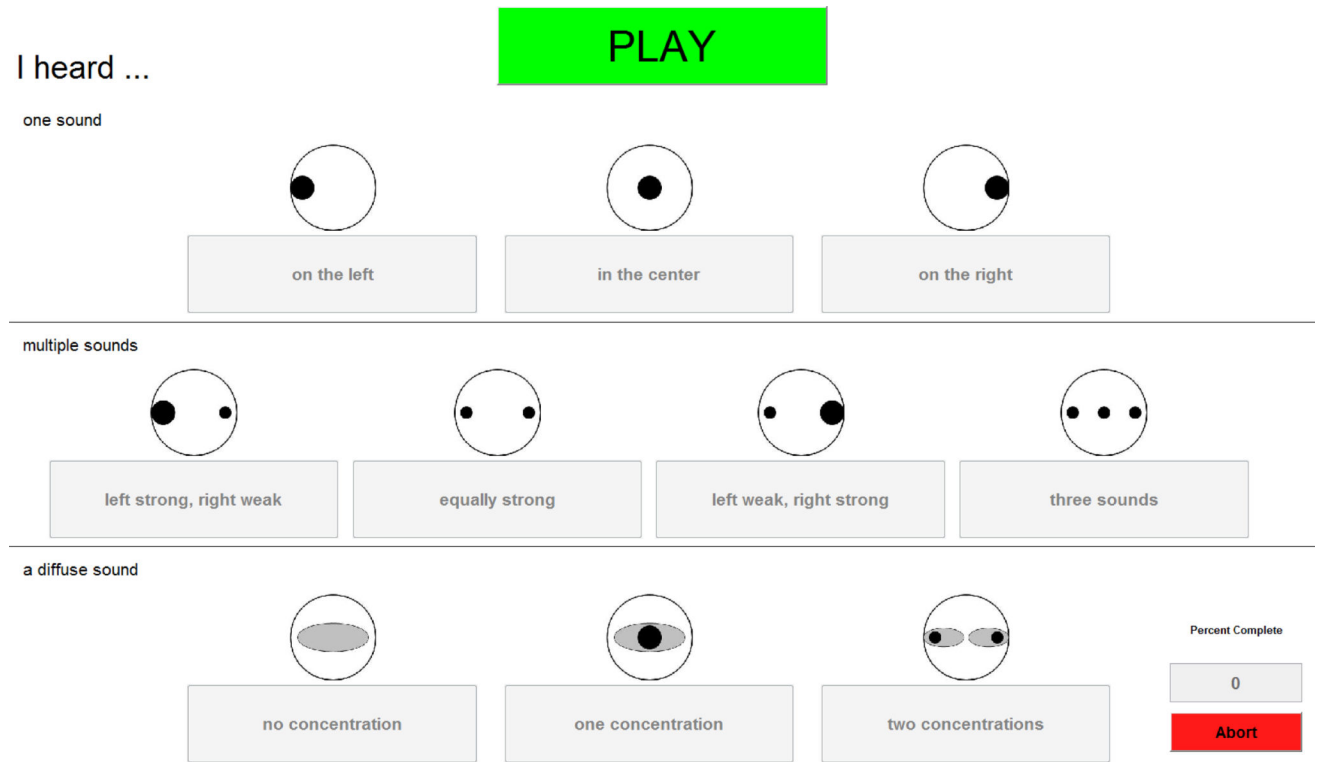 PLAY
I heard ...
one sound
on the left
in the center
on the right
multiple sounds
left strong, right weak
equally strong
left weak, right strong
three sounds
a diffuse sound
no concentration
one concentration
two concentrations
Percent Complete
0
Abort